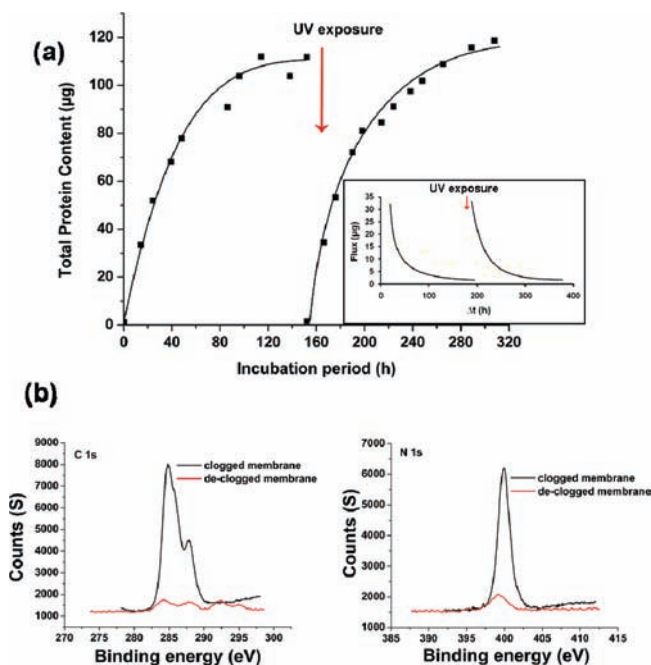 (a)
UV exposure
Total Protein Content (μg)
120
100
80
60
40
20
0
0 40 80 120 160 200 240 280 320
Incubation period (h)
UV exposure
Flux (μg)
35
30
25
20
15
10
5
0
0 100 200 300 400
Δt (h)
(b)
C 1s
clogged membrane
de-clogged membrane
Counts (S)
9000
8000
7000
6000
5000
4000
3000
2000
1000
0
270 275 280 285 290 295 300
Binding energy (eV)
N 1s
clogged membrane
de-clogged membrane
Counts (S)
7000
6000
5000
4000
3000
2000
1000
385 390 395 400 405 410 415
Binding energy (eV)